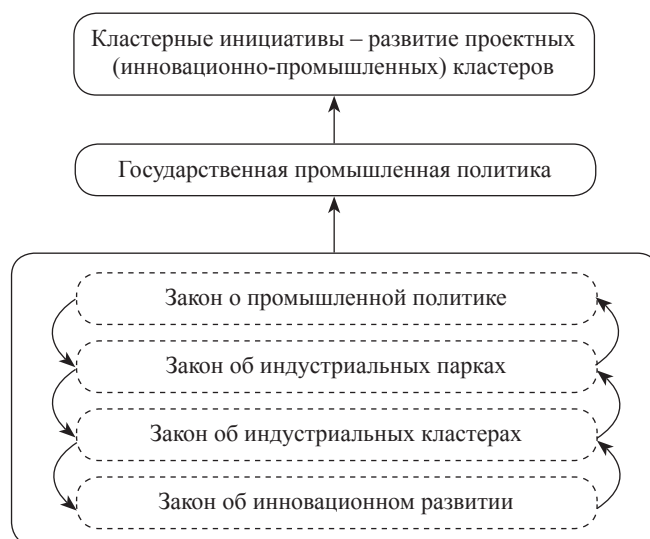 Кластерные инициативы – развитие проектных
(инновационно-промышленных) кластеров
Государственная промышленная политика
Закон о промышленной политике
Закон об индустриальных парках
Закон об индустриальных кластерах
Закон об инновационном развитии